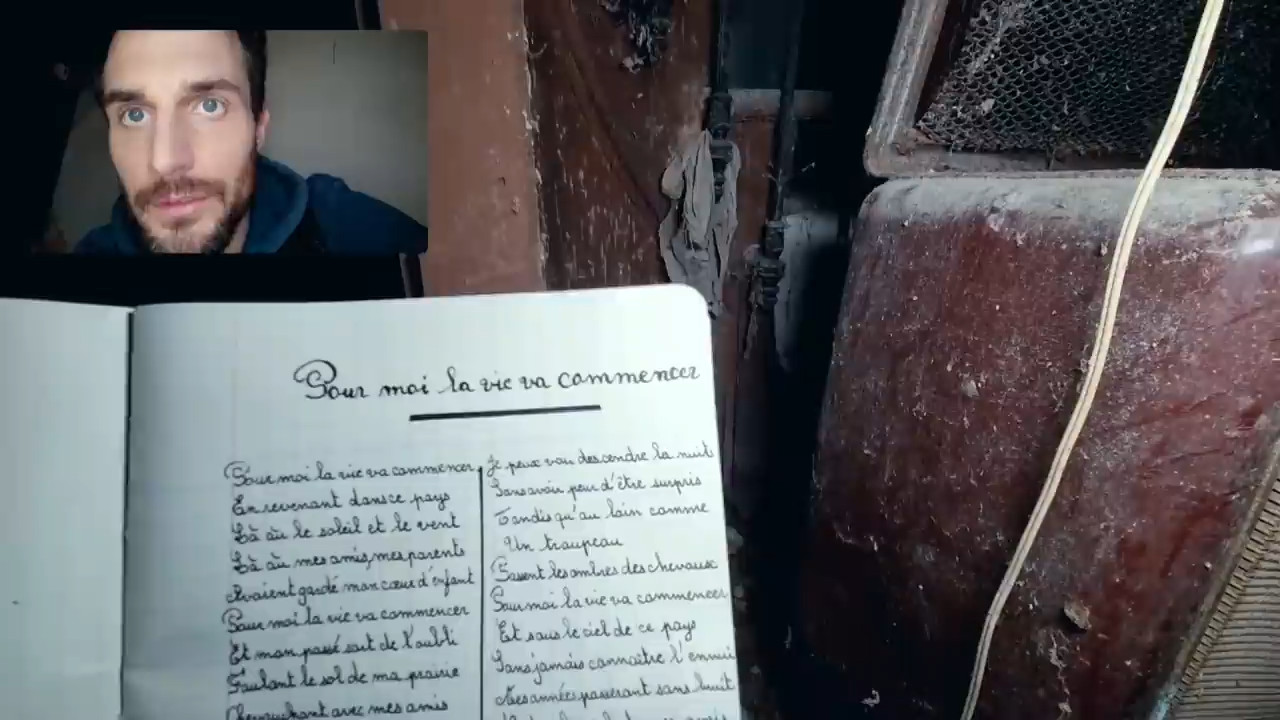 Pour moi la vie va commencer
Pour moi la vie va commencer
En revenant dans ce pays
Là où le soleil et le vent
Là où mes amis, mes parents
Avaient gardé mon cœur d'enfant
Pour moi la vie va commencer
Et mon passé sort de l'oubli
Foulant le sol de ma prairie
Chevauchant avec mes amis
Je peux voir descendre la nuit
Sans avoir peur d'être surpris
Tandis qu'au loin comme
Un troupeau
Passent les ombres des chevaux
Pour moi la vie va commencer
Et sous le ciel de ce pays
Sans jamais connaître l'ennui
Les années passeront sans bruit